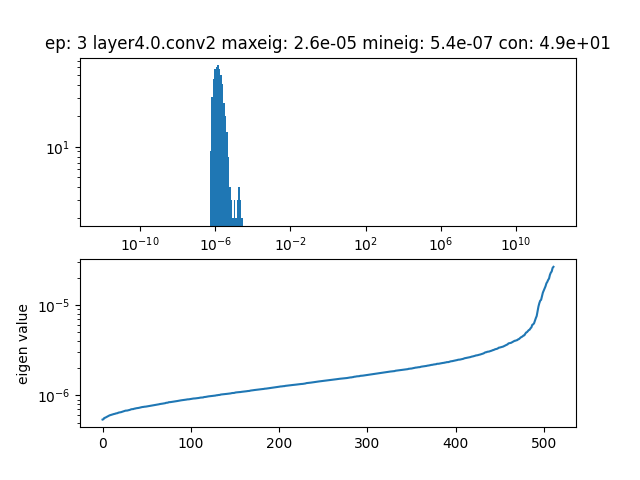 ep: 3 layer4.0.conv2 maxeig: 2.6e-05 mineig: 5.4e-07 con: 4.9e+01
10¹
10⁻¹⁰ 10⁻⁶ 10⁻² 10² 10⁶ 10¹⁰
eigen value
10⁻⁵
10⁻⁶
0 100 200 300 400 500